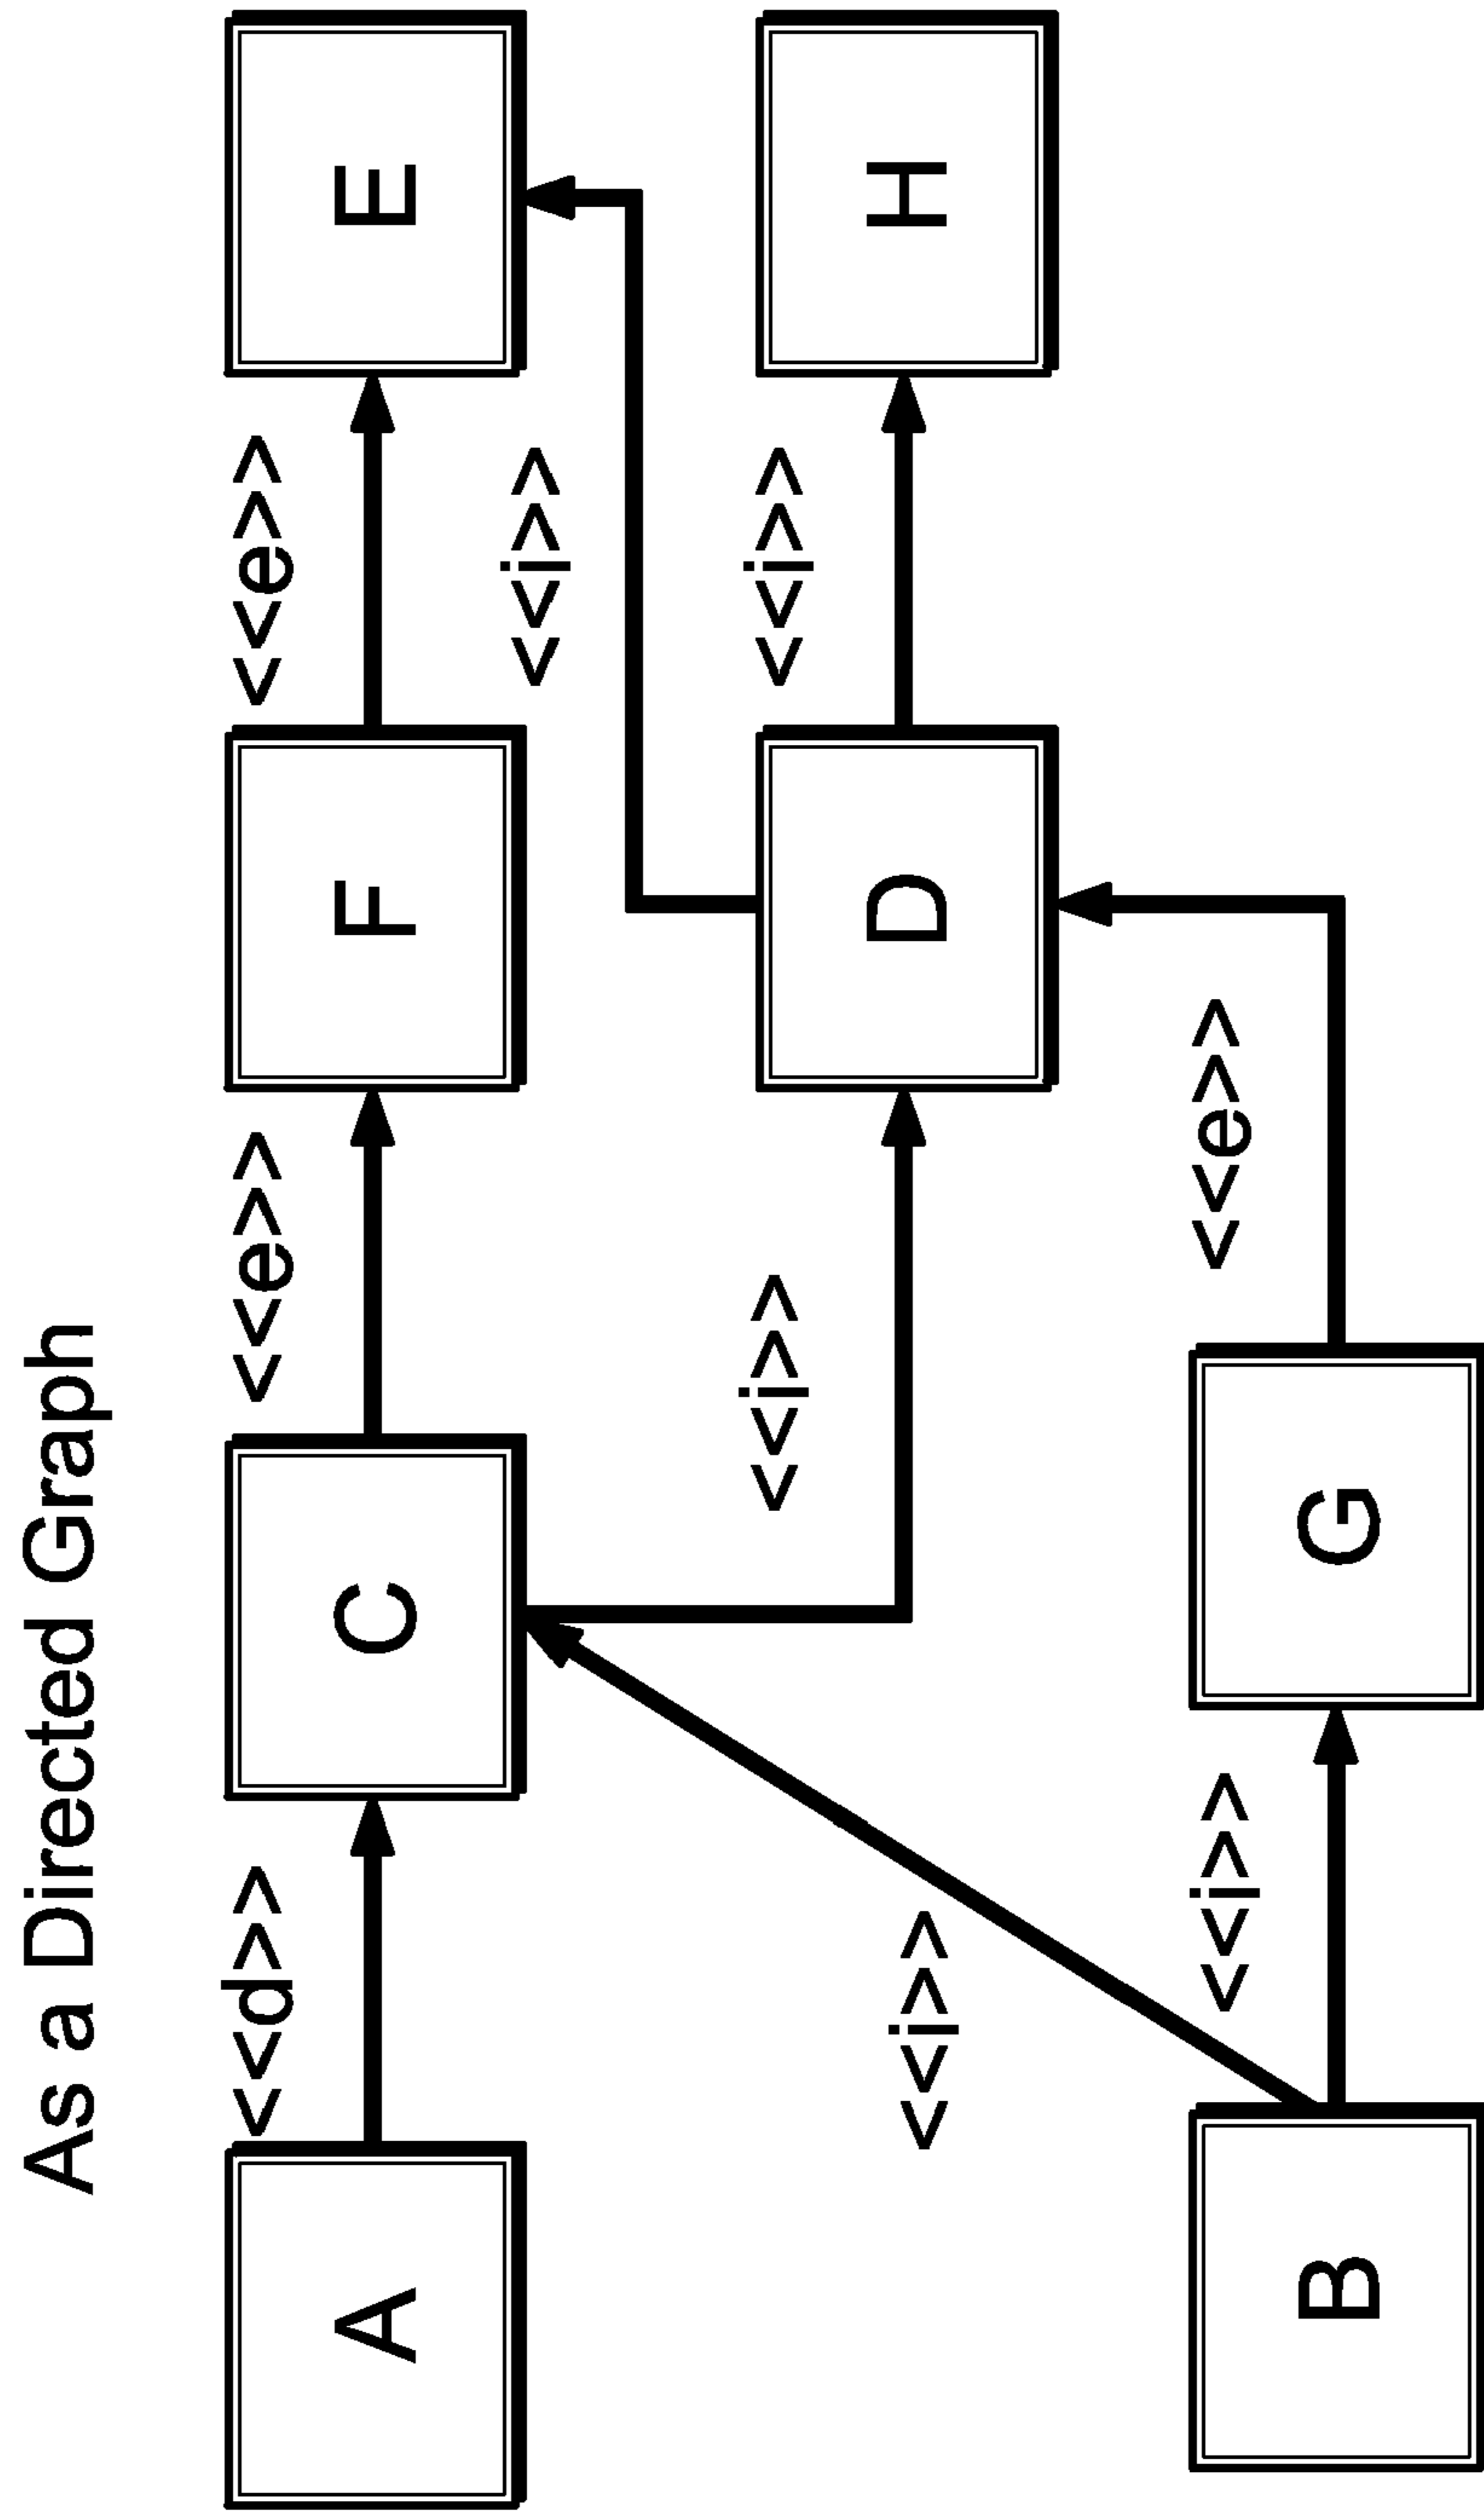 As a Directed Graph
A
<<d>>
C
<<e>>
F
<<e>>
E
<<i>>
<<i>>
<<i>>
D
<<i>>
H
B
<<i>>
G
<<e>>